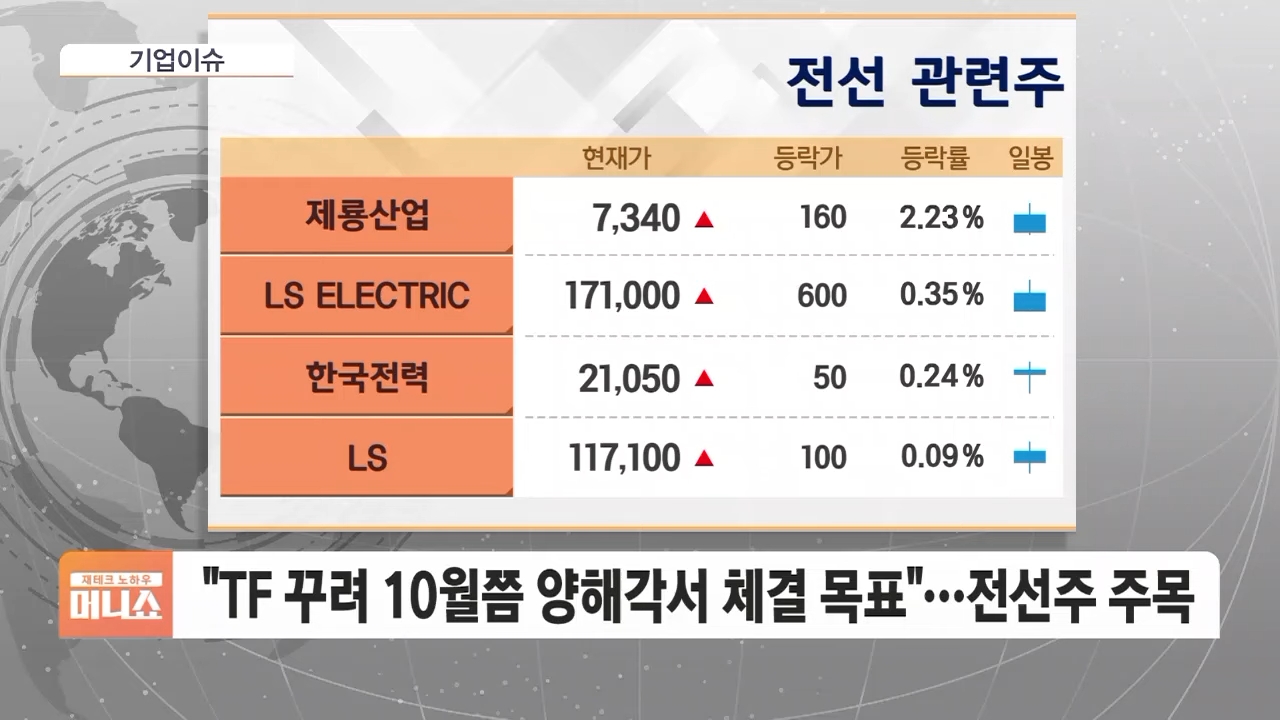 기업이슈
전선 관련주
현재가 등락가 등락률 일봉
제룡산업 7,340 ▲ 160 2.23%
LS ELECTRIC 171,000 ▲ 600 0.35%
한국전력 21,050 ▲ 50 0.24%
LS 117,100 ▲ 100 0.09%
재테크 노하우
머니쇼
"TF 꾸려 10월쯤 양해각서 체결 목표"…전선주 주목